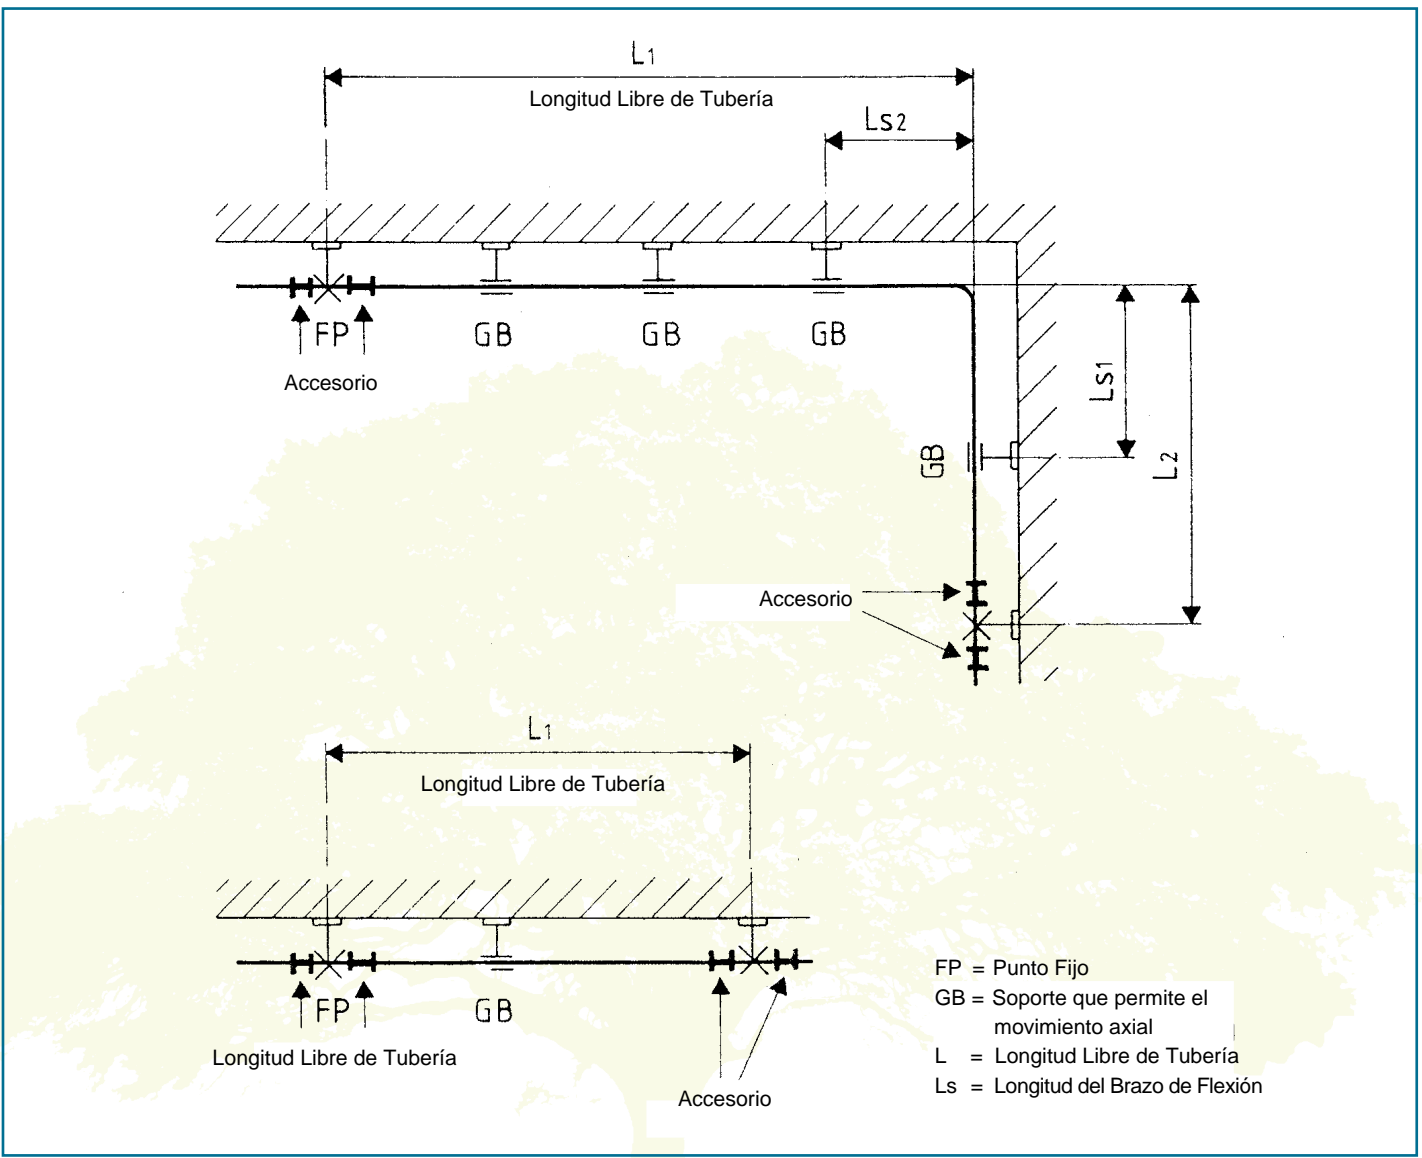 L1
Longitud Libre de Tubería
Ls2
FP
GB
GB
GB
Accesorio
Ls1
GB
L2
Accesorio
L1
Longitud Libre de Tubería
FP
GB
Longitud Libre de Tubería
Accesorio
FP = Punto Fijo
GB = Soporte que permite el
movimiento axial
L = Longitud Libre de Tubería
Ls = Longitud del Brazo de Flexión